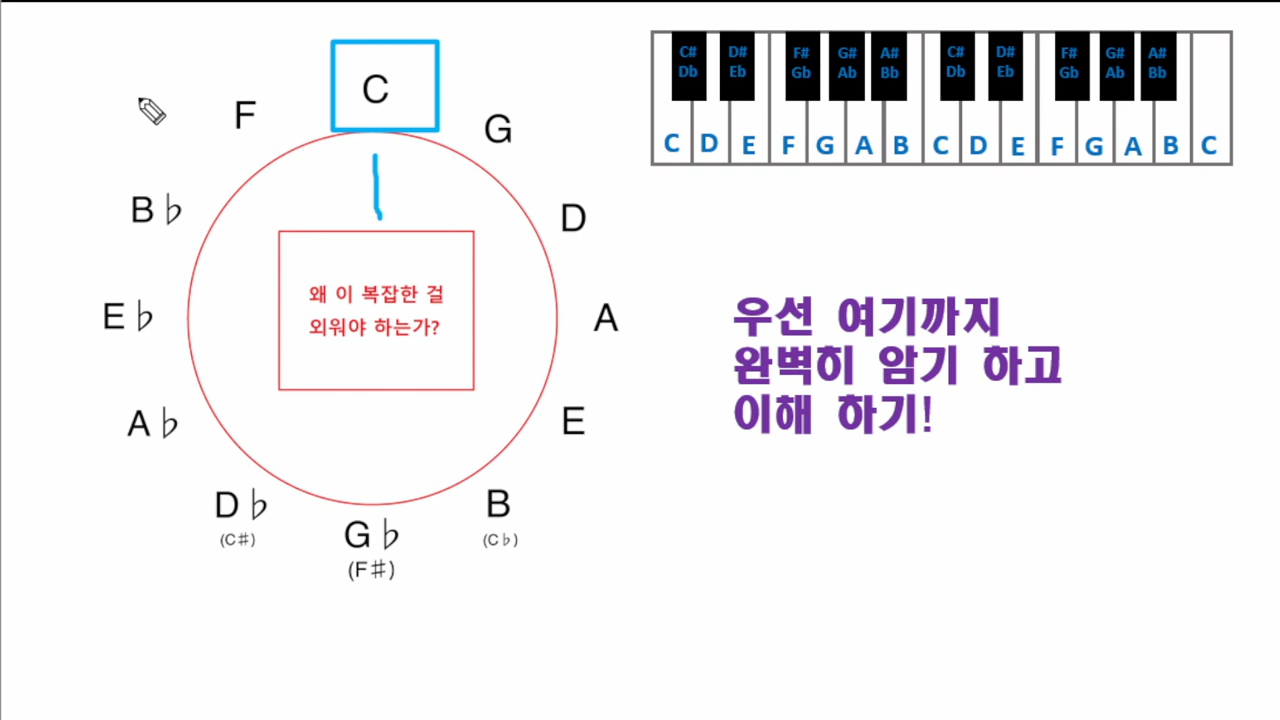 C
F
G
B♭
D
E♭
A
A♭
E
D♭
(C♯)
G♭
(F♯)
B
(C♭)
왜 이 복잡한 걸
외워야 하는가?
C# D# F# G# A# C# D# F# G# A#
Db Eb Gb Ab Bb Db Eb Gb Ab Bb
C D E F G A B C D E F G A B C
우선 여기까지
완벽히 암기 하고
이해 하기!